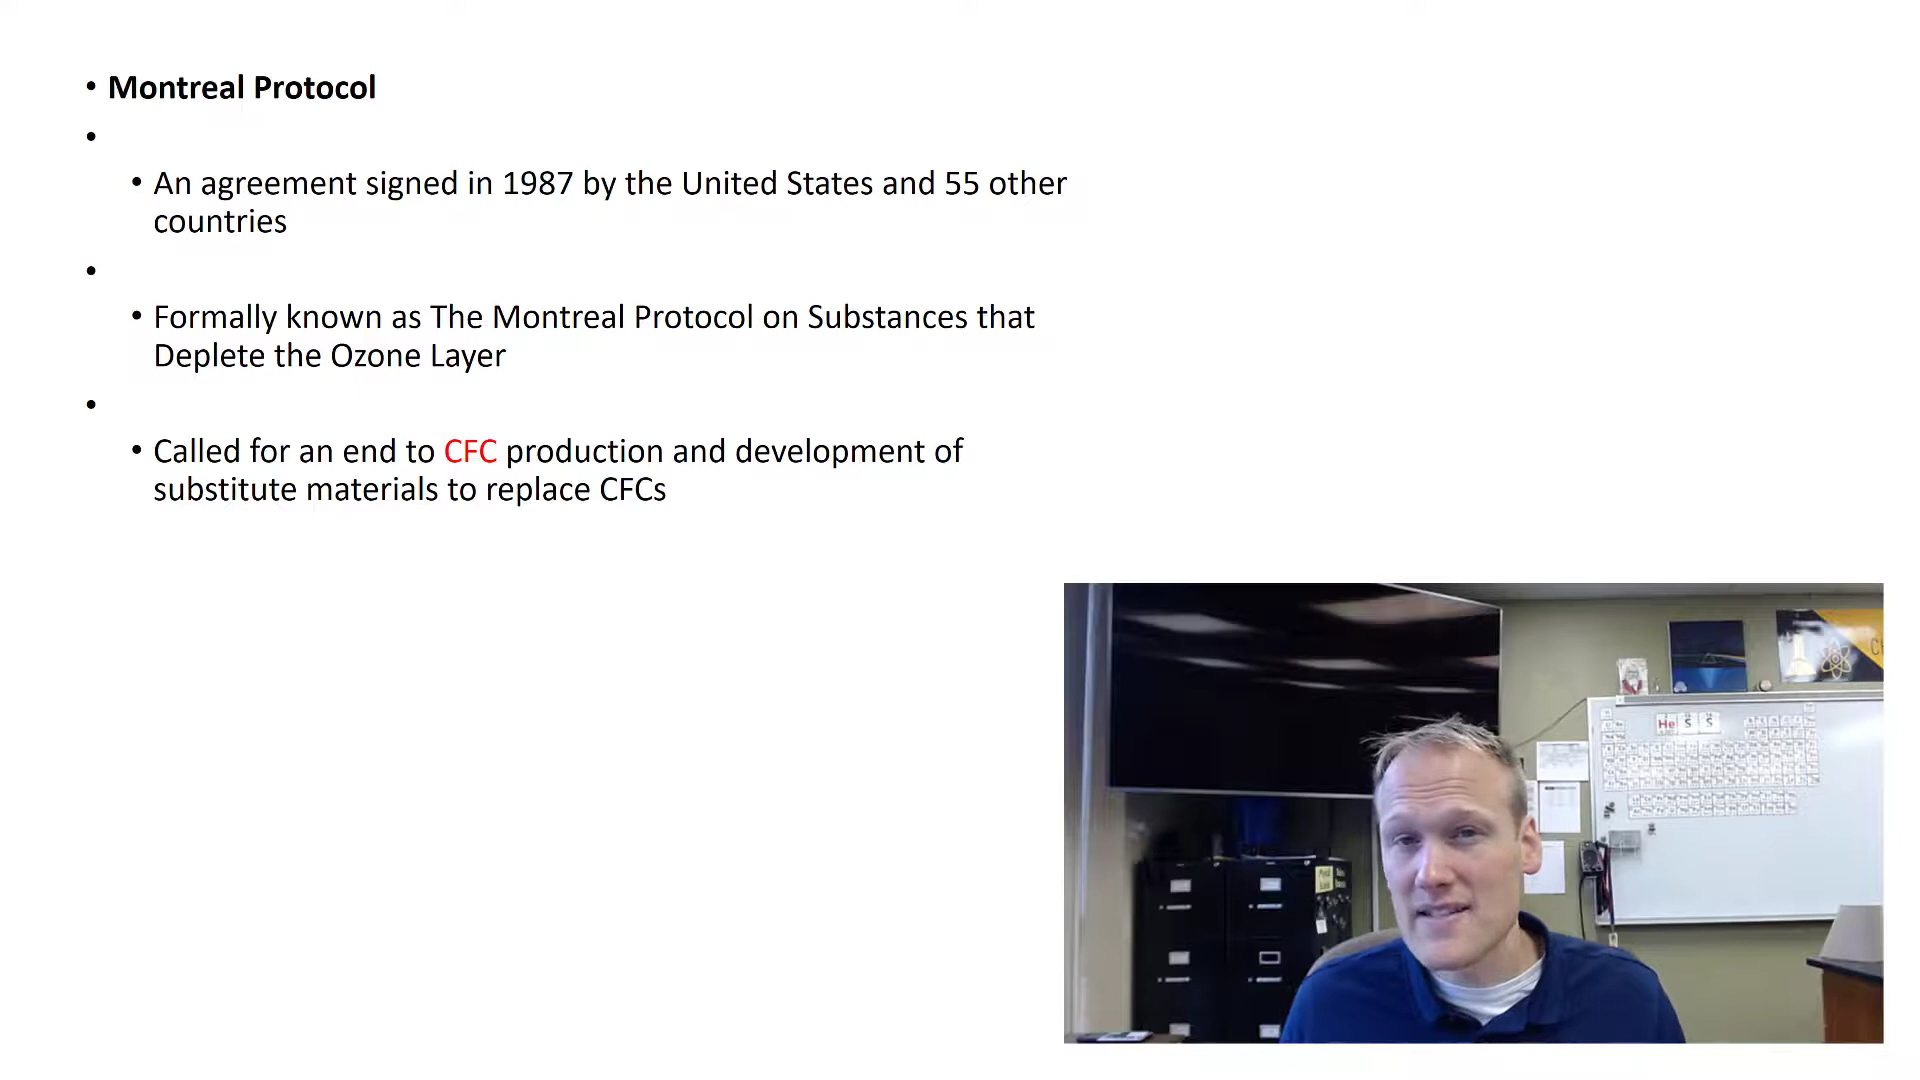 • Montreal Protocol
•
• An agreement signed in 1987 by the United States and 55 other
countries
•
• Formally known as The Montreal Protocol on Substances that
Deplete the Ozone Layer
•
• Called for an end to CFC production and development of
substitute materials to replace CFCs
He S S